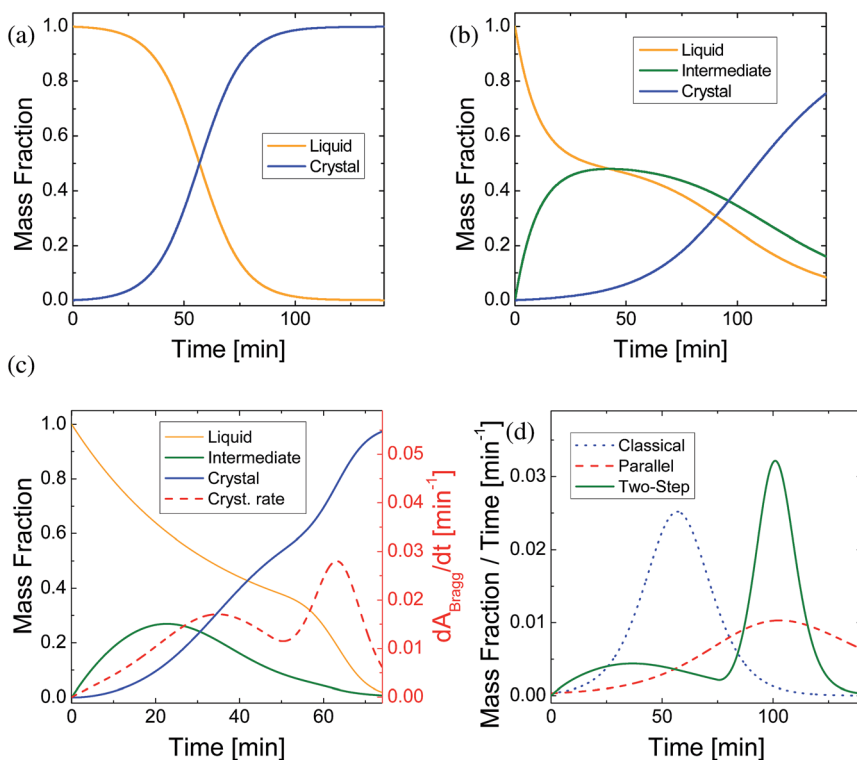 (a)
1.0
0.8
0.6
0.4
0.2
0.0
Mass Fraction
Liquid
Crystal
0
50
100
Time [min]
(b)
1.0
0.8
0.6
0.4
0.2
0.0
Mass Fraction
Liquid
Intermediate
Crystal
0
50
100
Time [min]
(c)
1.0
0.8
0.6
0.4
0.2
0.0
Mass Fraction
Liquid
Intermediate
Crystal
Cryst. rate
0
20
40
60
Time [min]
0.05
0.04
0.03
0.02
0.01
0.00
dA_Bragg/dt [min⁻¹]
(d)
0.03
0.02
0.01
0.00
Mass Fraction / Time [min⁻¹]
Classical
Parallel
Two-Step
0
50
100
Time [min]